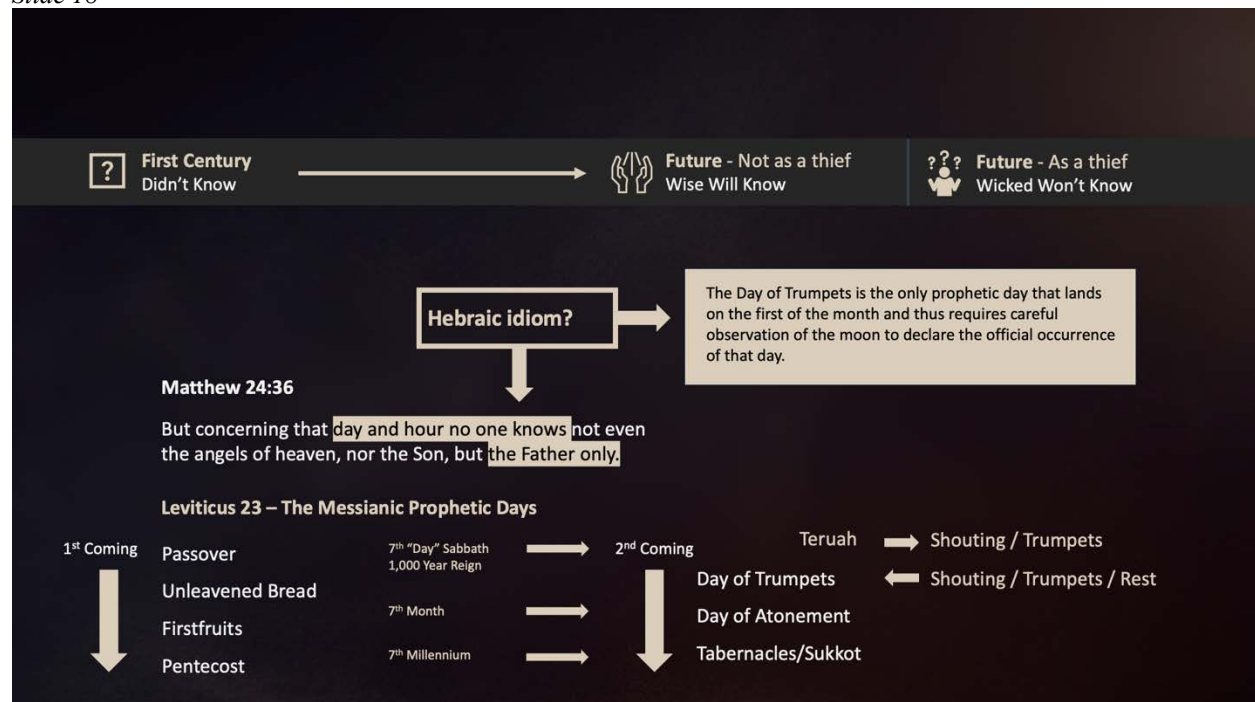 Slide 18
First Century
Didn't Know
Future - Not as a thief
Wise Will Know
Future - As a thief
Wicked Won't Know
Hebraic idiom?
The Day of Trumpets is the only prophetic day that lands
on the first of the month and thus requires careful
observation of the moon to declare the official occurrence
of that day.
Matthew 24:36
But concerning that day and hour no one knows not even
the angels of heaven, nor the Son, but the Father only.
Leviticus 23 – The Messianic Prophetic Days
1st Coming
Passover
Unleavened Bread
Firstfruits
Pentecost
7th "Day" Sabbath
1,000 Year Reign
7th Month
7th Millennium
2nd Coming
Day of Trumpets
Day of Atonement
Tabernacles/Sukkot
Teruah
Shouting / Trumpets
Shouting / Trumpets / Rest